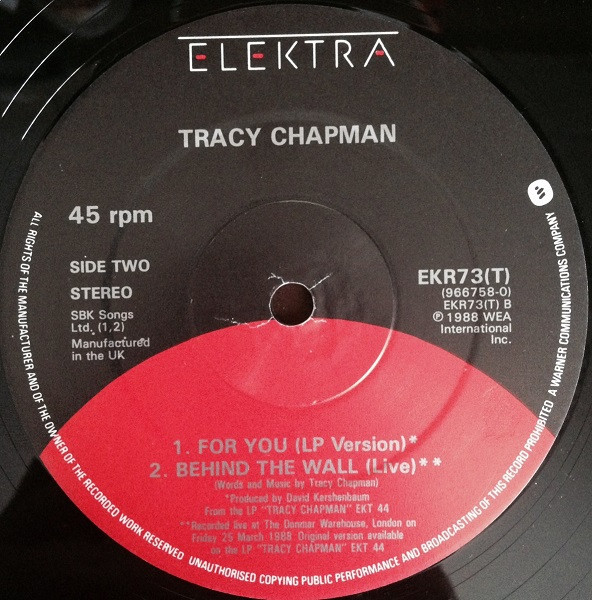 ELEKTRA
TRACY CHAPMAN
45 rpm
SIDE TWO
STEREO
SBK Songs
Ltd. (1,2)
Manufactured
in the UK
EKR73(T)
(966758-0)
EKR73(T) B
℗ 1988 WEA
International
Inc.
1. FOR YOU (LP Version)*
2. BEHIND THE WALL (Live)**
(Words and Music by Tracy Chapman)
*Produced by David Kershenbaum
From the LP "TRACY CHAPMAN" EKT 44
**Recorded live at The Donmar Warehouse, London on
Friday 25 March 1988 Original version available
on the LP "TRACY CHAPMAN" EKT 44
ALL RIGHTS OF THE MANUFACTURER AND OF THE OWNER OF THE RECORDED WORK RESERVED UNAUTHORISED COPYING PUBLIC PERFORMANCE AND BROADCASTING OF THIS RECORD PROHIBITED A WARNER COMMUNICATIONS COMPANY